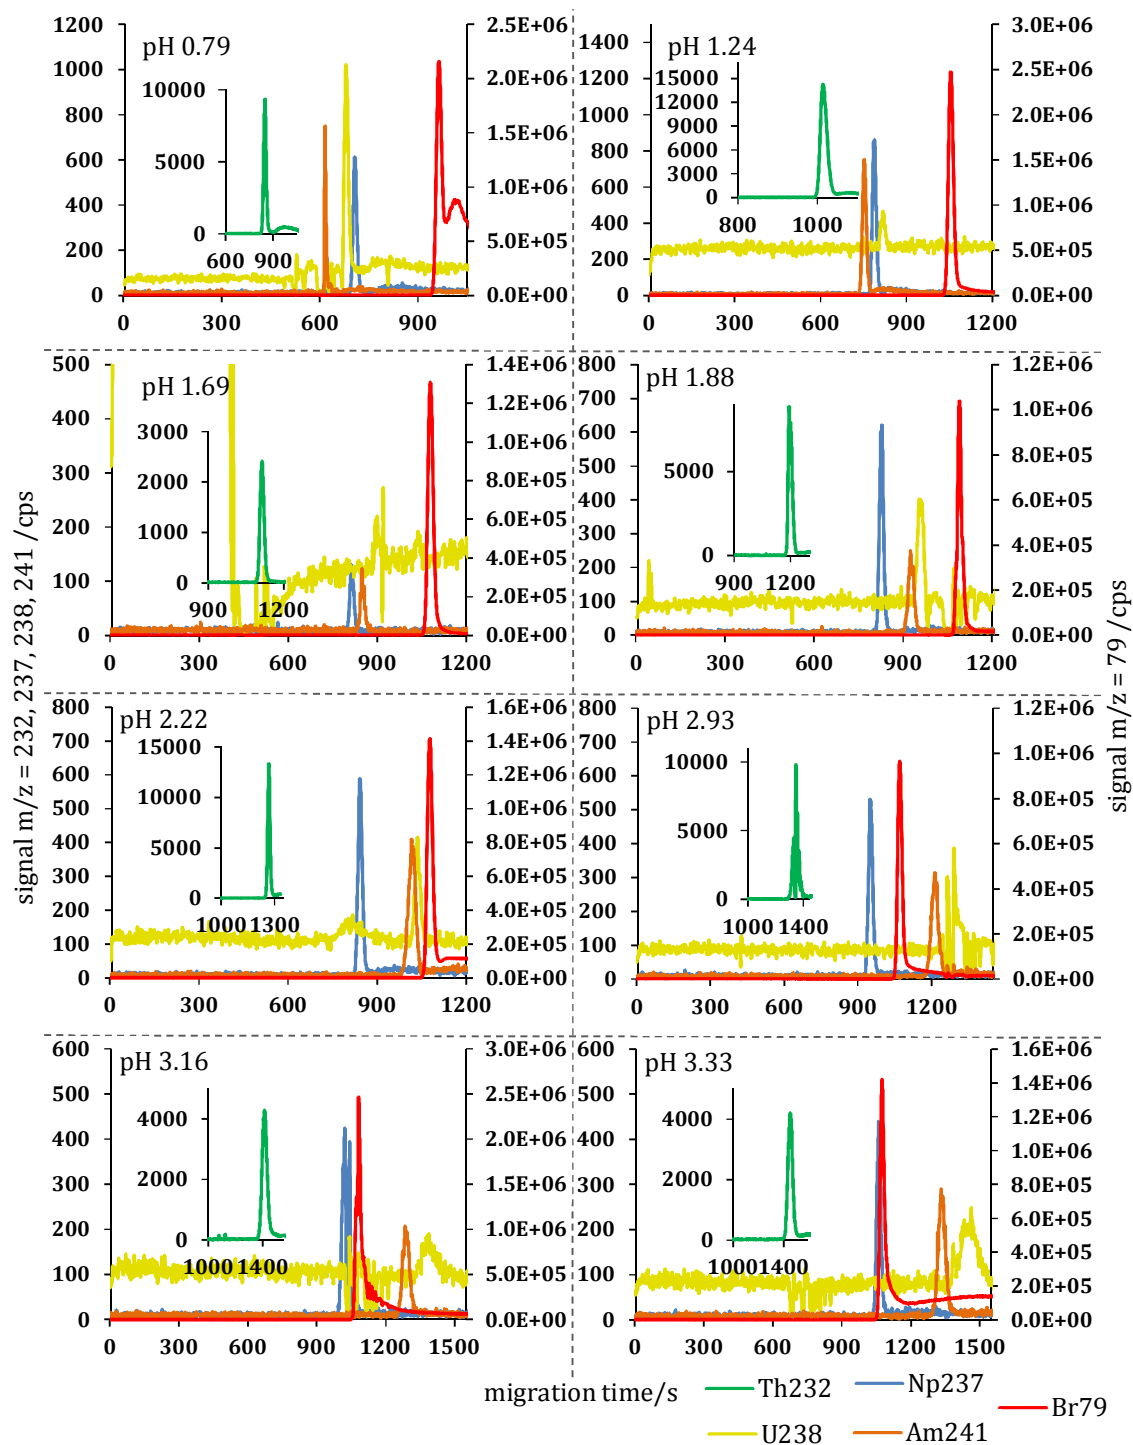 signal m/z = 232, 237, 238, 241 /cps
signal m/z = 79 /cps
pH 0.79
1200
1000
800
600
400
200
0
2.5E+06
2.0E+06
1.5E+06
1.0E+06
5.0E+05
0.0E+00
0 300 600 900
10000
5000
0
600 900
pH 1.24
1400
1200
1000
800
600
400
200
0
3.0E+06
2.5E+06
2.0E+06
1.5E+06
1.0E+06
5.0E+05
0.0E+00
0 300 600 900 1200
15000
12000
9000
6000
3000
0
800 1000
pH 1.69
500
400
300
200
100
0
1.4E+06
1.2E+06
1.0E+06
8.0E+05
6.0E+05
4.0E+05
2.0E+05
0.0E+00
0 300 600 900 1200
3000
2000
1000
0
900 1200
pH 1.88
800
700
600
500
400
300
200
100
0
1.2E+06
1.0E+06
8.0E+05
6.0E+05
4.0E+05
2.0E+05
0.0E+00
0 300 600 900 1200
5000
0
900 1200
pH 2.22
800
700
600
500
400
300
200
100
0
1.6E+06
1.4E+06
1.2E+06
1.0E+06
8.0E+05
6.0E+05
4.0E+05
2.0E+05
0.0E+00
0 300 600 900 1200
15000
10000
5000
0
1000 1300
pH 2.93
800
700
600
500
400
300
200
100
0
1.2E+06
1.0E+06
8.0E+05
6.0E+05
4.0E+05
2.0E+05
0.0E+00
0 300 600 900 1200
10000
5000
0
1000 1400
pH 3.16
600
500
400
300
200
100
0
3.0E+06
2.5E+06
2.0E+06
1.5E+06
1.0E+06
5.0E+05
0.0E+00
0 300 600 900 1200 1500
4000
2000
0
1000 1400
pH 3.33
600
500
400
300
200
100
0
1.6E+06
1.4E+06
1.2E+06
1.0E+06
8.0E+05
6.0E+05
4.0E+05
2.0E+05
0.0E+00
0 300 600 900 1200 1500
4000
2000
0
1000 1400
migration time/s
Th232
Np237
Br79
U238
Am241